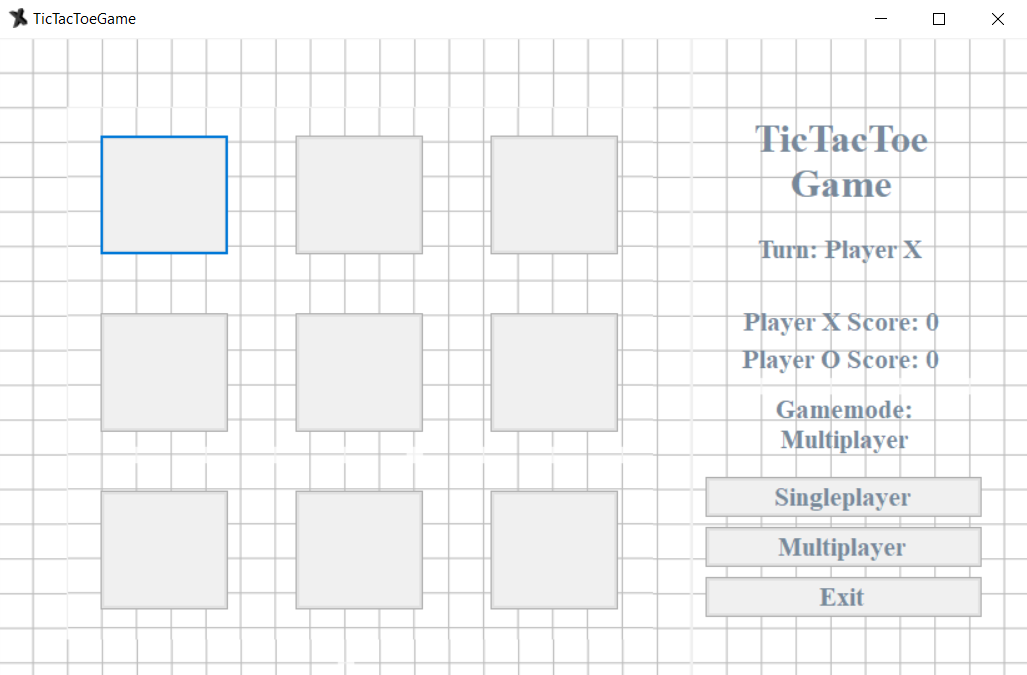 TicTacToeGame
TicTacToe
Game
Turn: Player X
Player X Score: 0
Player O Score: 0
Gamemode:
Multiplayer
Singleplayer
Multiplayer
Exit